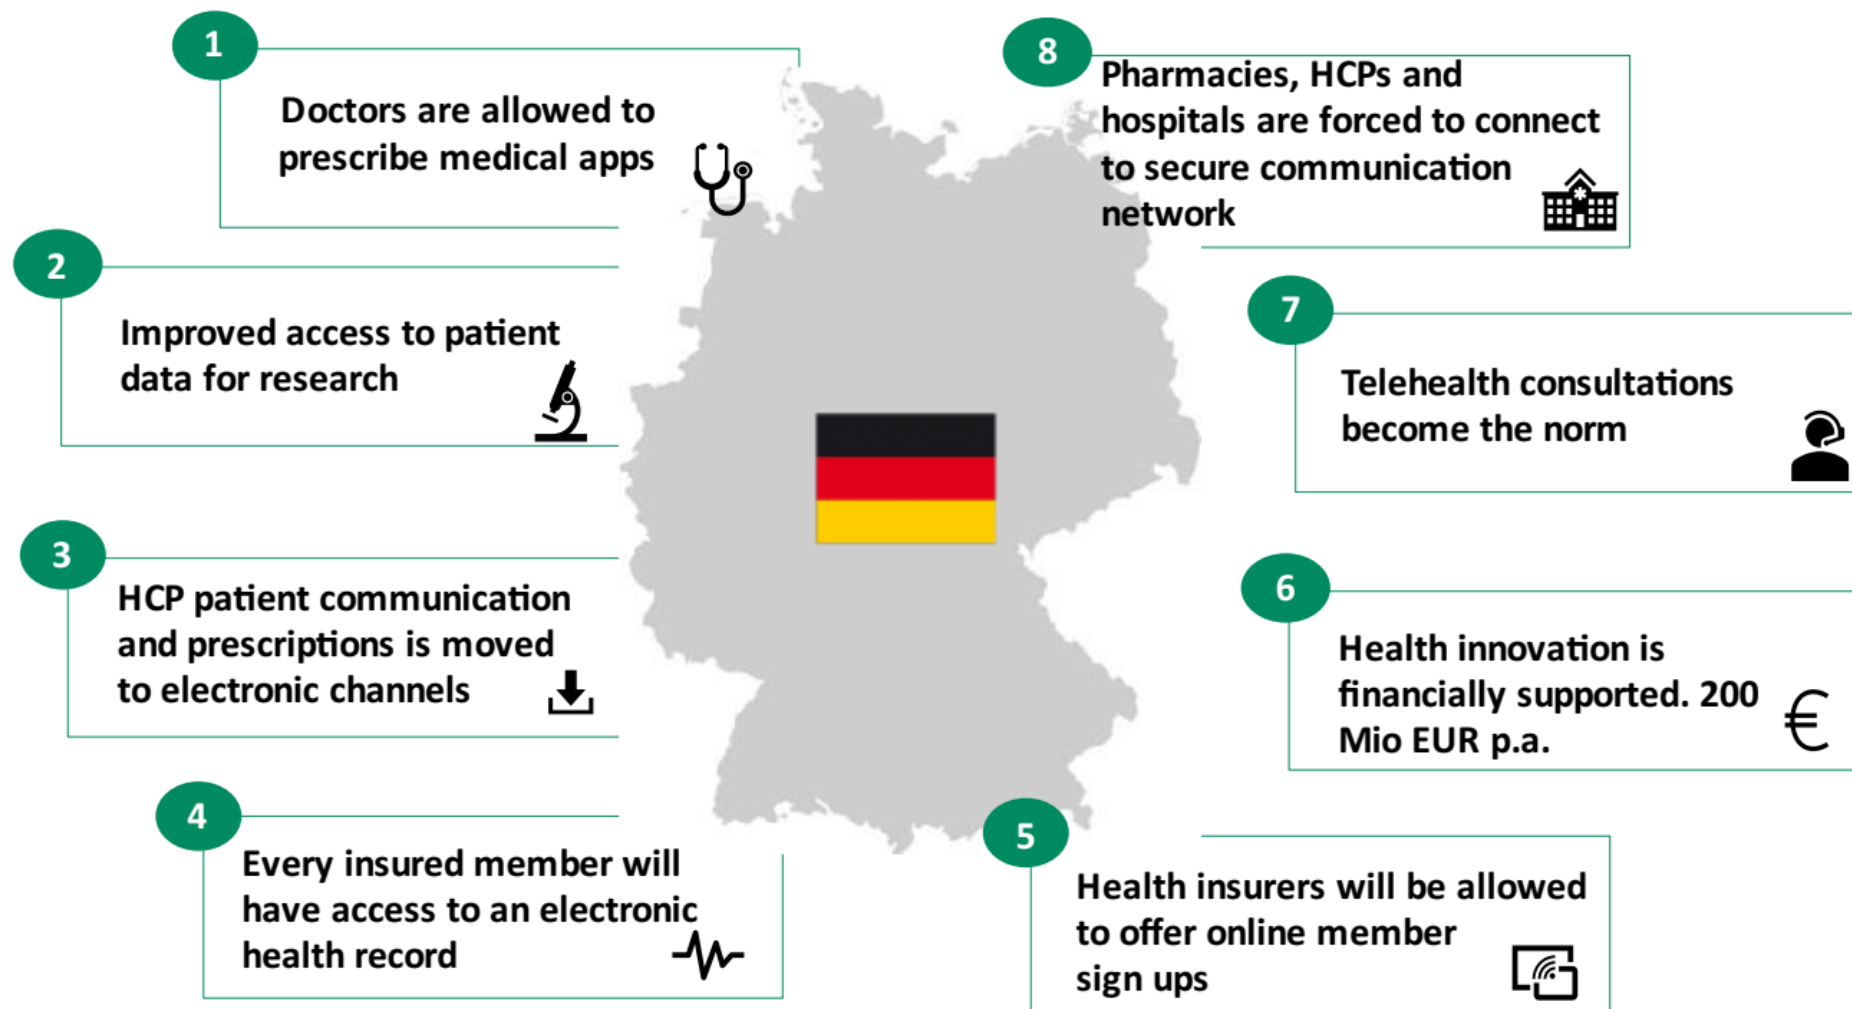 1
Doctors are allowed to
prescribe medical apps
2
Improved access to patient
data for research
3
HCP patient communication
and prescriptions is moved
to electronic channels
4
Every insured member will
have access to an electronic
health record
5
Health insurers will be allowed
to offer online member
sign ups
6
Health innovation is
financially supported. 200
Mio EUR p.a.
€
7
Telehealth consultations
become the norm
8
Pharmacies, HCPs and
hospitals are forced to connect
to secure communication
network